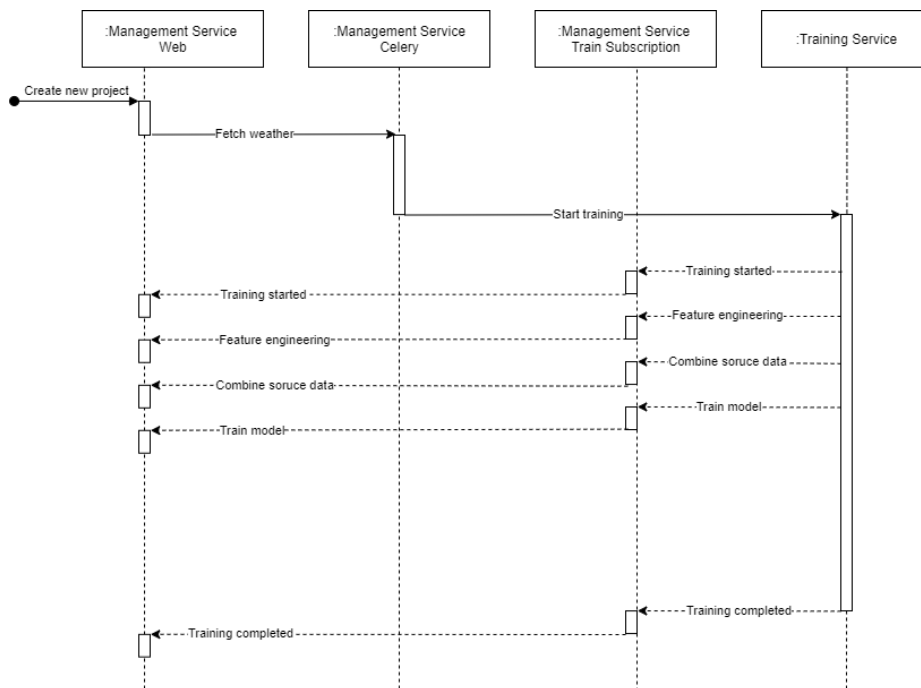 :Management Service
Web
:Management Service
Celery
:Management Service
Train Subscription
:Training Service
Create new project
Fetch weather
Start training
Training started
Training started
Feature engineering
Feature engineering
Combine soruce data
Combine soruce data
Train model
Train model
Training completed
Training completed